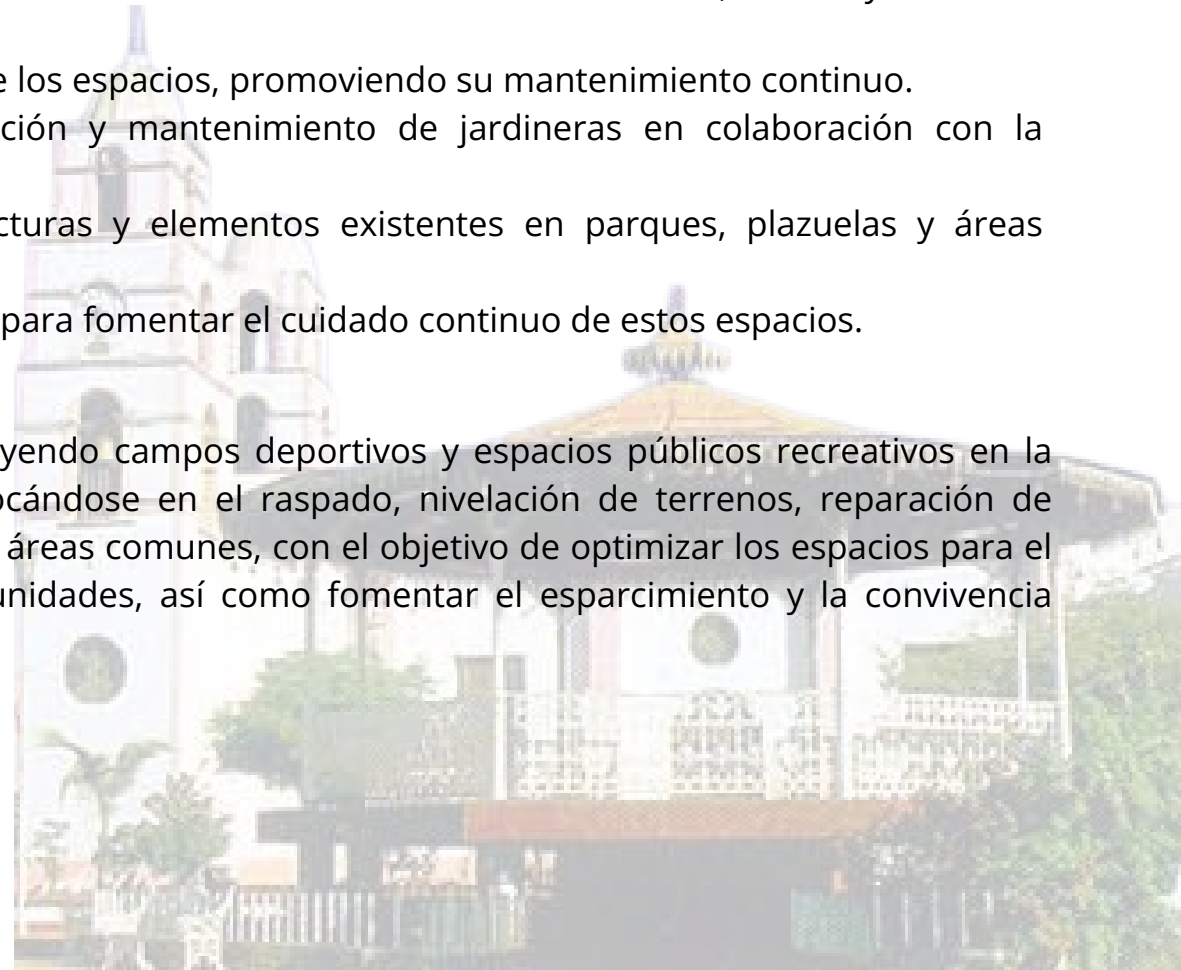 e los espacios, promoviendo su mantenimiento continuo.
ción y mantenimiento de jardineras en colaboración con la
cturas y elementos existentes en parques, plazuelas y áreas
para fomentar el cuidado continuo de estos espacios.
yendo campos deportivos y espacios públicos recreativos en la
ocándose en el raspado, nivelación de terrenos, reparación de
áreas comunes, con el objetivo de optimizar los espacios para el
unidades, así como fomentar el esparcimiento y la convivencia